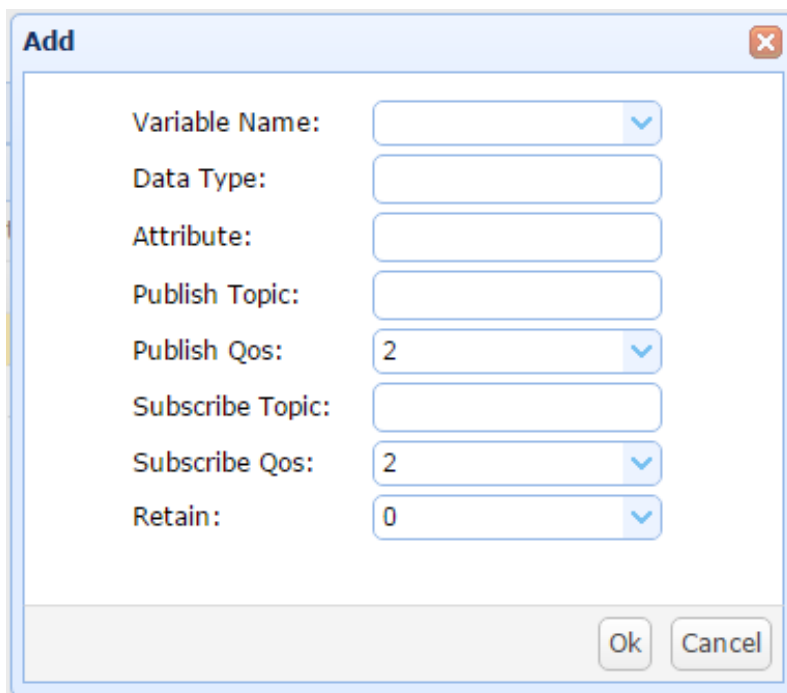 Add
Variable Name:
Data Type:
Attribute:
Publish Topic:
Publish Qos: 2
Subscribe Topic:
Subscribe Qos: 2
Retain: 0
Ok Cancel